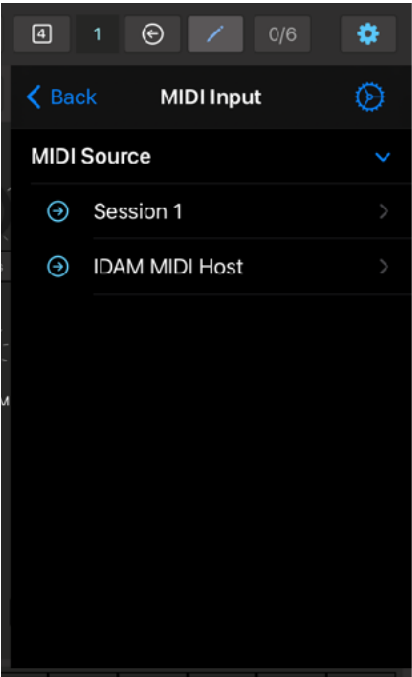 4 1 0/6
Back MIDI Input
MIDI Source
Session 1
IDAM MIDI Host
M